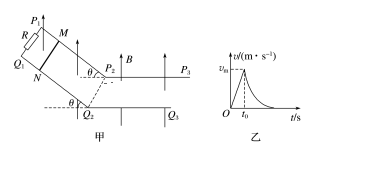 P₁
M
R
Q₁
N
θ
P₂
B
P₃
θ
Q₂
Q₃
甲
v/(m·s⁻¹)
vₘ
O
t₀
t/s
乙